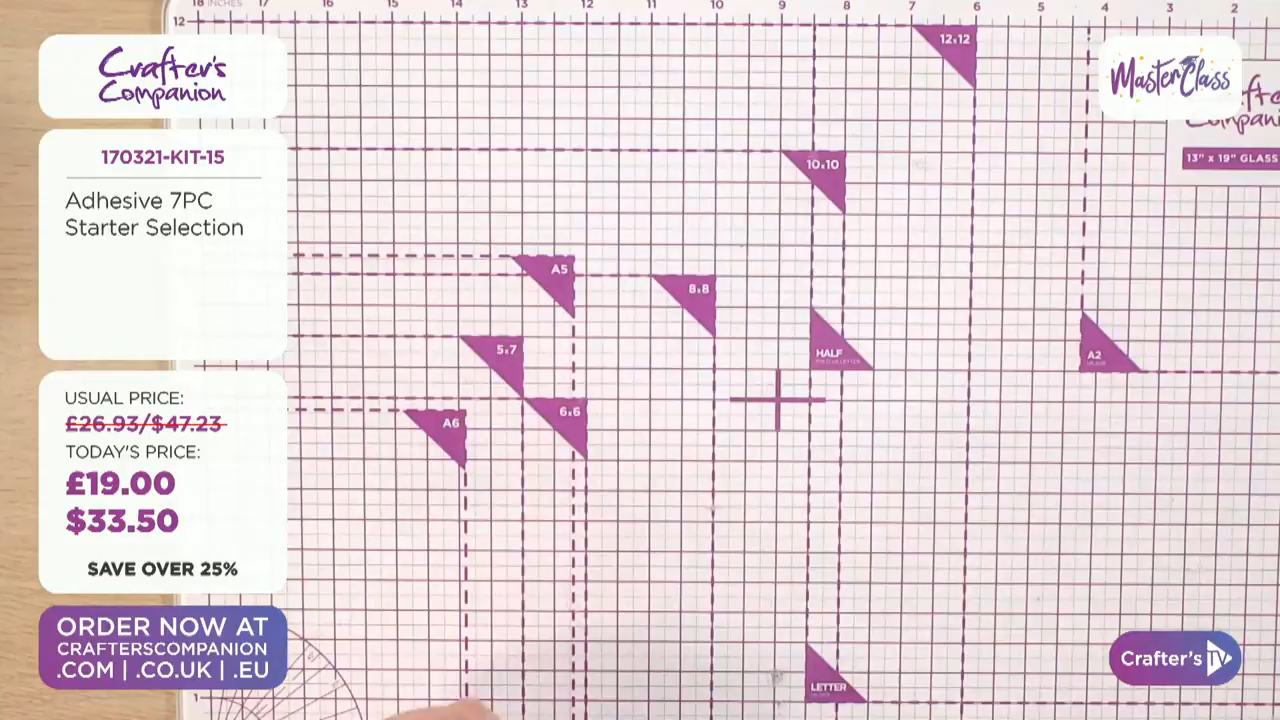 18 INCHES 17 16 15 14 13 12 11 10 9 8 7 6 5 4 3 2
12
12x12
Crafter's
Companion
MasterClass
Compani
13" x 19" GLASS
170321-KIT-15
Adhesive 7PC
Starter Selection
10x10
A5
8x8
5x7
HALF
A2
6x6
A6
USUAL PRICE:
£26.93/$47.23
TODAY'S PRICE:
£19.00
$33.50
SAVE OVER 25%
ORDER NOW AT
CRAFTERSCOMPANION
.COM | .CO.UK | .EU
Crafter's TV
LETTER
1